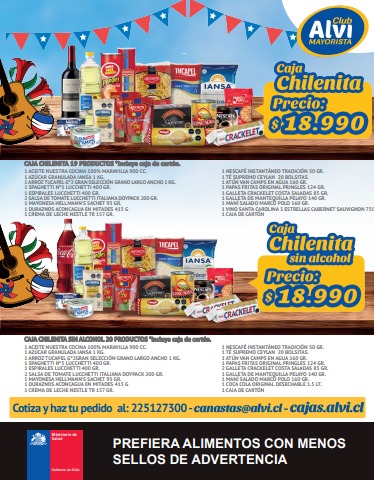 Club
Alvi
MAYORISTA
Caja
Chilenita
Precio:
$18.990
CAJA CHILENITA 19 PRODUCTOS *Incluye caja de cartón.
1 ACEITE NUESTRA COCINA 100% MARAVILLA 900 CC.
1 AZÚCAR GRANULADA IANSA 1 KG.
1 ARROZ TUCAPEL G°2 GRAN SELECCIÓN GRANO LARGO ANCHO 1 KG.
1 SPAGHETTI N°5 LUCCHETTI 400 GR.
1 ESPIRALES LUCCHETTI 400 GR.
2 SALSA DE TOMATE LUCCHETTI ITALIANA DOYPACK 200 GR.
1 MAYONESA HELLMANN'S SACHET 93 GR.
1 DURAZNOS ACONCAGUA EN MITADES 415 G
1 CREMA DE LECHE NESTLE TR 157 GR.
1 NESCAFÉ INSTANTÁNEO TRADICIÓN 50 GR.
1 TÉ SUPREMO CEYLAN 20 BOLSITAS.
1 ATÚN VAN CAMPS EN AGUA 160 GR.
1 PAPAS FRITAS ORIGINAL PRINGLES 124 GR.
1 GALLETA CRACKELET COSTA SALADAS 85 GR.
1 GALLETA DE MANTEQUILLA PELAYO 140 GR.
1 MANÍ SALADO MARCO POLO 160 GR.
1 VINO SANTA CAROLINA 3 ESTRELLAS CABERNET SAUVIGNON 750
1 CAJA DE CARTÓN
Caja
Chilenita
sin alcohol
Precio:
$18.990
CAJA CHILENITA SIN ALCOHOL 20 PRODUCTOS *Incluye caja de cartón.
1 ACEITE NUESTRA COCINA 100% MARAVILLA 900 CC.
1 AZÚCAR GRANULADA IANSA 1 KG.
1 ARROZ TUCAPEL G°2GRAN SELECCIÓN GRANO LARGO ANCHO 1 KG.
1 SPAGHETTI N°5 LUCCHETTI 400 GR.
1 ESPIRALES LUCCHETTI 400 GR.
2 SALSA DE TOMATE LUCCHETTI ITALIANA DOYPACK 200 GR.
1 MAYONESA HELLMANN'S SACHET 93 GR.
1 DURAZNOS ACONCAGUA EN MITADES 415 G
1 CREMA DE LECHE NESTLE TR 157 GR.
1 NESCAFÉ INSTANTÁNEO TRADICIÓN 50 GR.
1 TÉ SUPREMO CEYLAN 20 BOLSITAS.
1 ATÚN VAN CAMPS EN AGUA 160 GR.
1 PAPAS FRITAS ORIGINAL PRINGLES 124 GR.
1 GALLETA CRACKELET COSTA SALADAS 85 GR.
1 GALLETA DE MANTEQUILLA PELAYO 140 GR.
1 MANÍ SALADO MARCO POLO 160 GR.
1 COCA COLA ORIGINAL DESECHABLE 1.5 LT.
1 CAJA DE CARTÓN
Cotiza y haz tu pedido al: 225127300 - canastas@alvi.cl - cajas.alvi.cl
Ministerio de
Salud
Gobierno de Chile
PREFIERA ALIMENTOS CON MENOS
SELLOS DE ADVERTENCIA